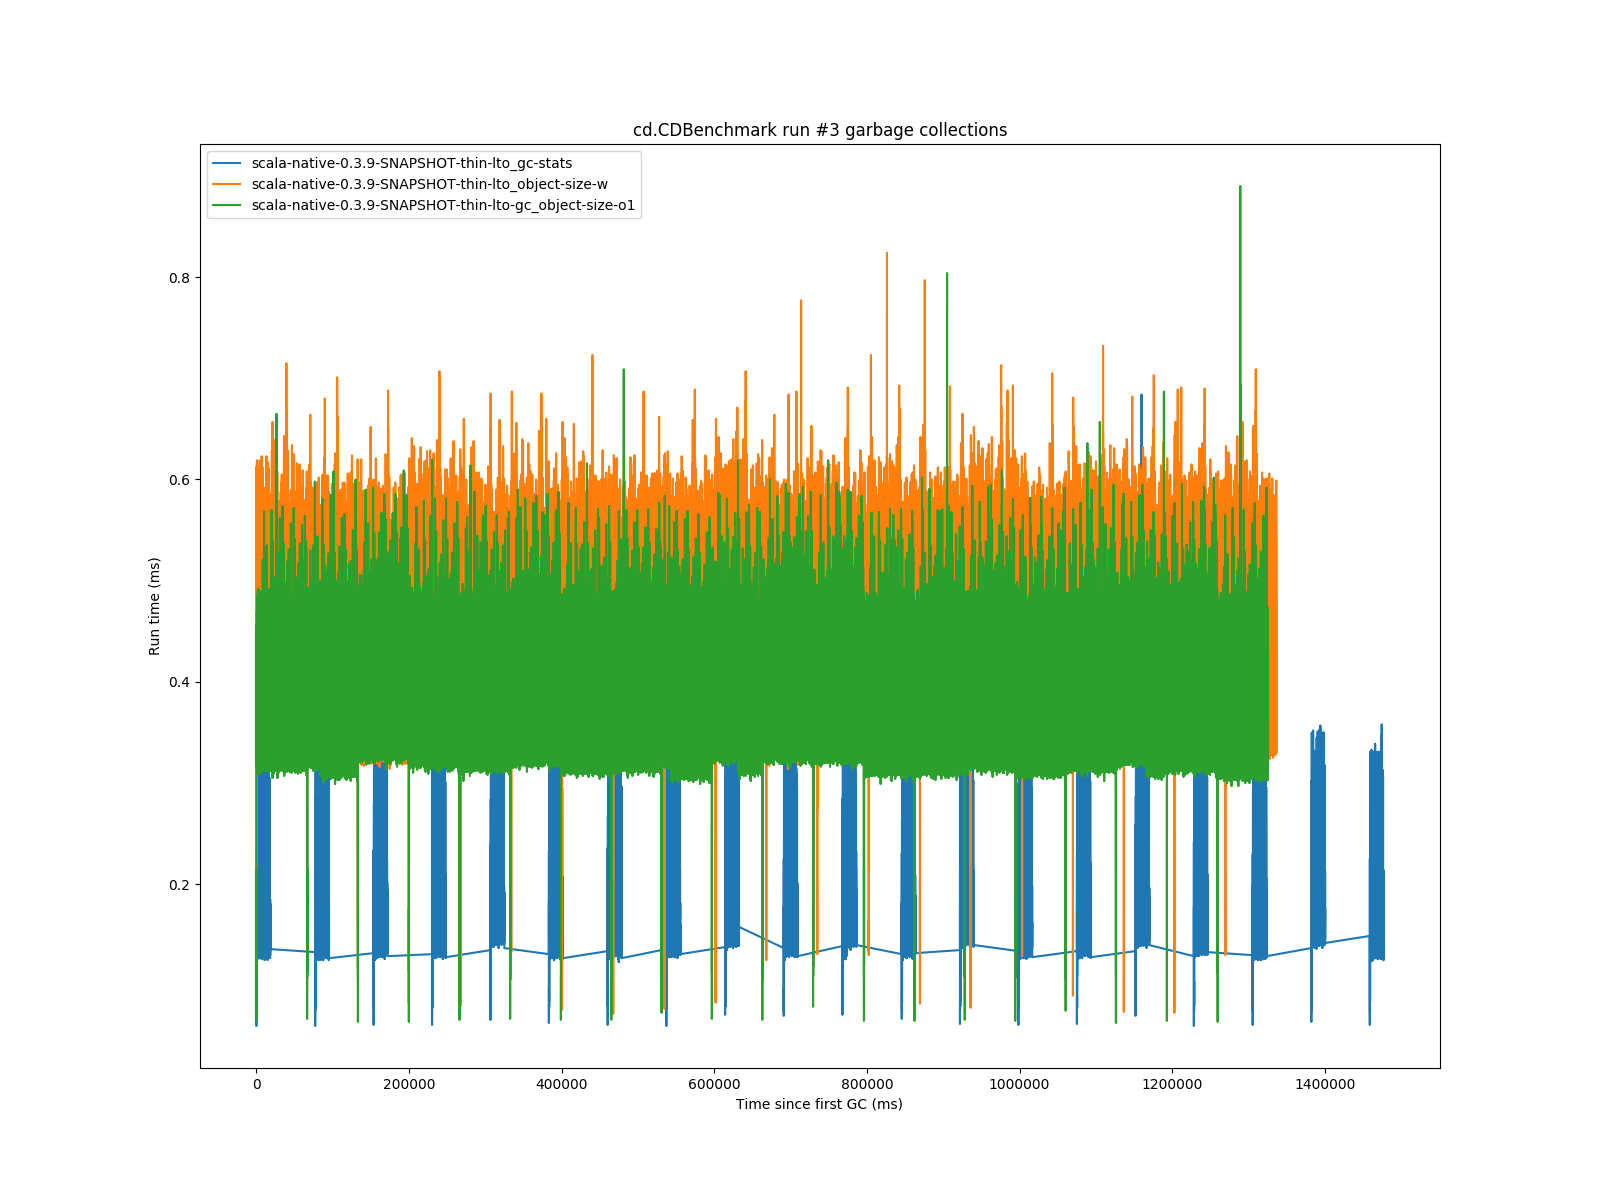 cd.CDBenchmark run #3 garbage collections
scala-native-0.3.9-SNAPSHOT-thin-lto_gc-stats
scala-native-0.3.9-SNAPSHOT-thin-lto_object-size-w
scala-native-0.3.9-SNAPSHOT-thin-lto-gc_object-size-o1
0.8
0.6
0.4
0.2
Run time (ms)
0 200000 400000 600000 800000 1000000 1200000 1400000
Time since first GC (ms)